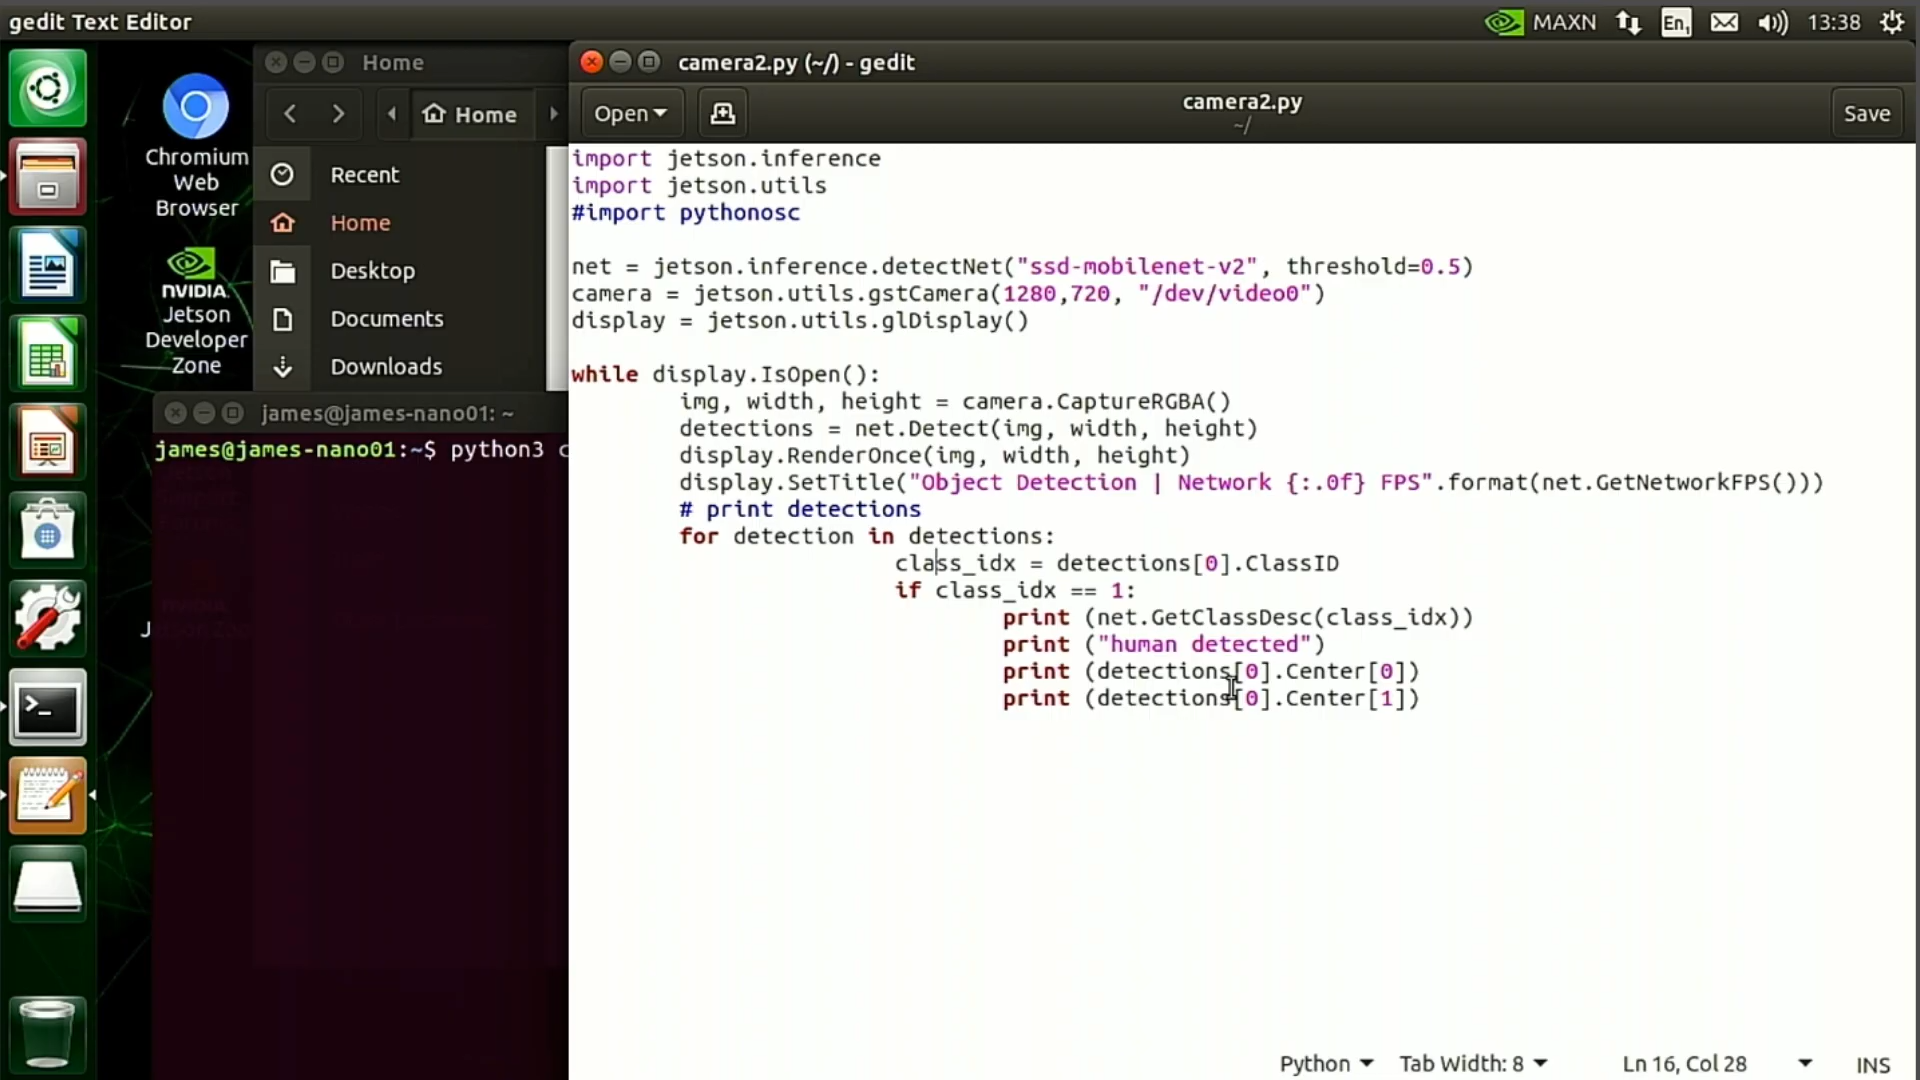 gedit Text Editor
MAXN
En1
13:38
Chromium
Web
Browser
NVIDIA.
Jetson
Developer
Zone
Home
Home
Recent
Home
Desktop
Documents
Downloads
james@james-nano01: ~
james@james-nano01:~$ python3 c
camera2.py (~/) - gedit
Open
camera2.py
~/
Save
import jetson.inference
import jetson.utils
#import pythonosc
net = jetson.inference.detectNet("ssd-mobilenet-v2", threshold=0.5)
camera = jetson.utils.gstCamera(1280,720, "/dev/video0")
display = jetson.utils.glDisplay()
while display.IsOpen():
img, width, height = camera.CaptureRGBA()
detections = net.Detect(img, width, height)
display.RenderOnce(img, width, height)
display.SetTitle("Object Detection | Network {:.0f} FPS".format(net.GetNetworkFPS()))
# print detections
for detection in detections:
class_idx = detections[0].ClassID
if class_idx == 1:
print (net.GetClassDesc(class_idx))
print ("human detected")
print (detections[0].Center[0])
print (detections[0].Center[1])
Python
Tab Width: 8
Ln 16, Col 28
INS